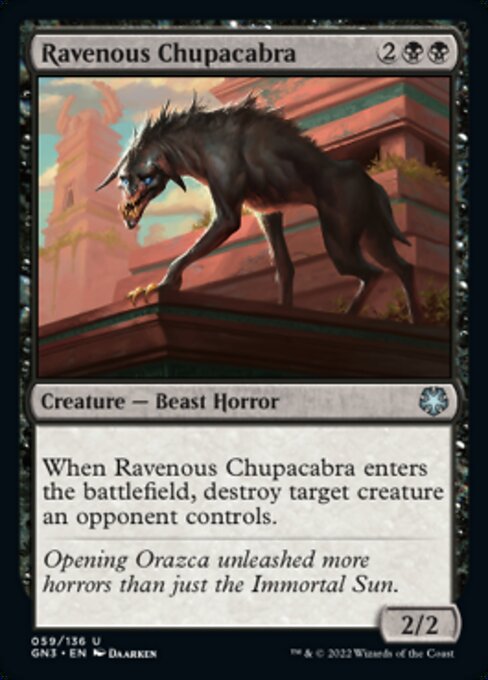 Ravenous Chupacabra 2
Creature — Beast Horror
When Ravenous Chupacabra enters
the battlefield, destroy target creature
an opponent controls.
Opening Orazca unleashed more
horrors than just the Immortal Sun.
2/2
059/136 U
GN3 • EN Daarken
™ & © 2022 Wizards of the Coast